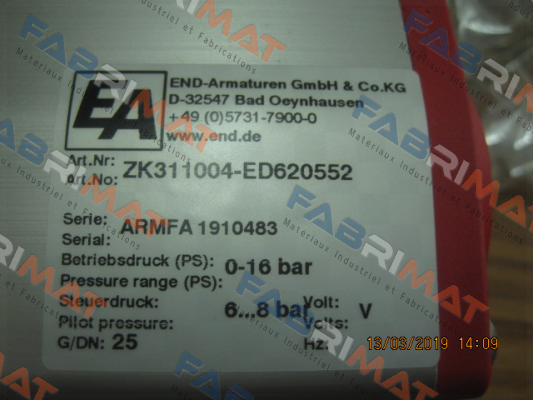 EA
END-Armaturen GmbH & Co.KG
D-32547 Bad Oeynhausen
+49 (0)5731-7900-0
www.end.de
Art.Nr: ZK311004-ED620552
Art.No:
Serie: ARMFA 1910483
Serial:
Betriebsdruck (PS): 0-16 bar
Pressure range (PS):
Steuerdruck: 6...8 bar Volt: V
Pilot pressure: Volts:
G/DN: 25 Hz:
13/03/2019 14:09
FABRIMAT
Materiaux Industriel et Fabrications